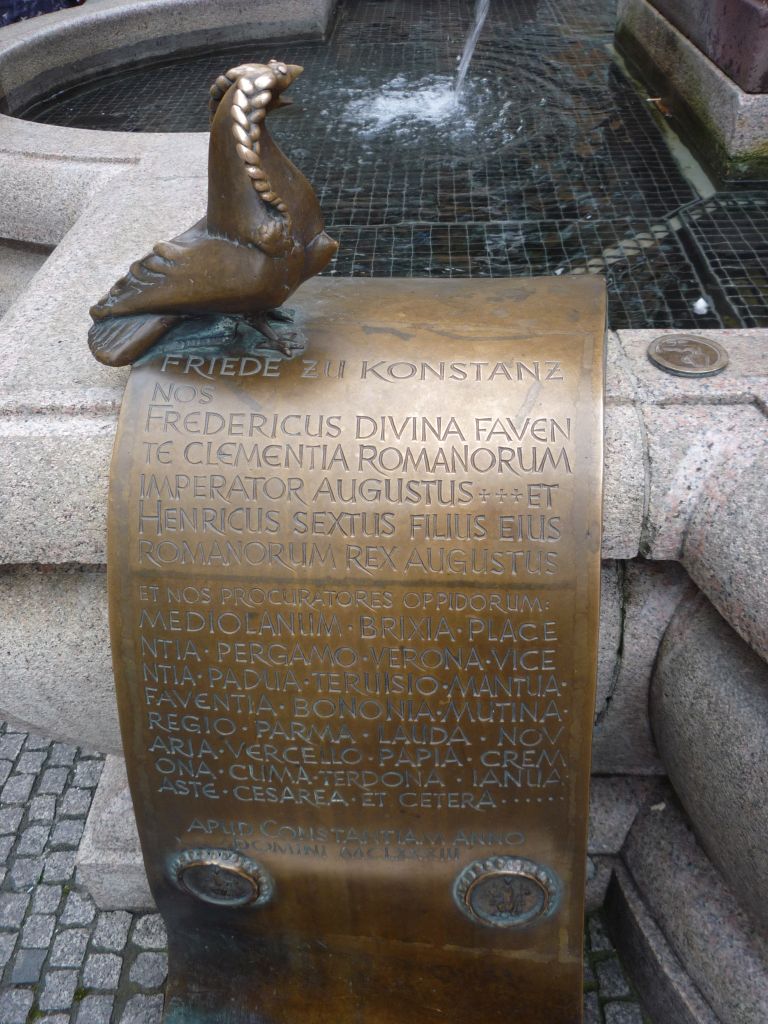 FRIEDE ZU KONSTANZ
NOS
FREDERICUS DIVINA FAVEN
TE CLEMENTIA ROMANORUM
IMPERATOR AUGUSTUS +++ ET
HENRICUS SEXTUS FILIUS EIUS
ROMANORUM REX AUGUSTUS
ET NOS PROCURATORES OPPIDORUM:
MEDIOLANUM · BRIXIA · PLACE
NTIA · PERGAMO · VERONA · VICE
NTIA · PADUA · TERUISIO · MANTUA ·
FAVENTIA · BONONIA · MUTINA ·
REGIO · PARMA · LAUDA · NOV
ARIA · VERCELLO · PAPIA · CREM
ONA · CUMA · TERDONA · IANUA ·
ASTE · CESAREA · ET CETERA · · · · · ·
APUD CONSTANTIAM ANNO
DOMINI MCLXXXIII